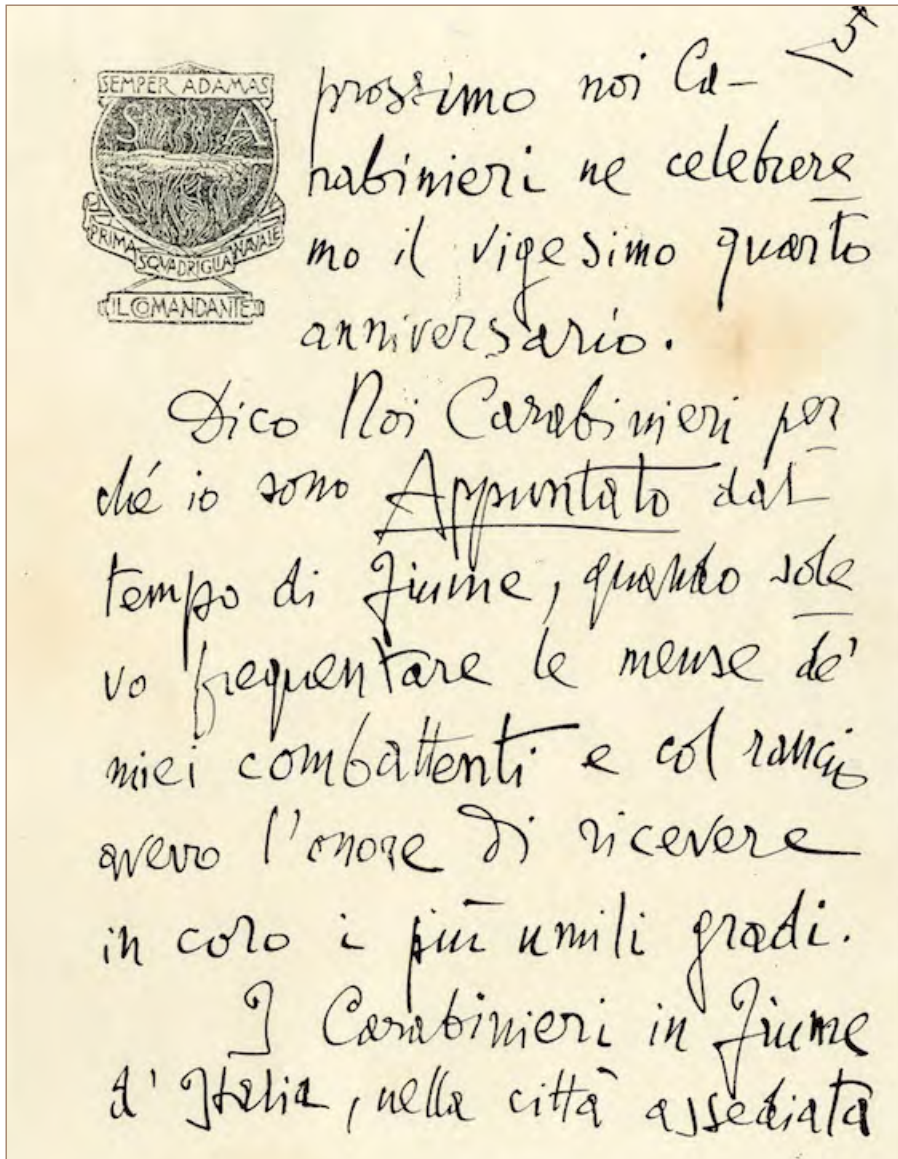 5
SEMPER ADAMAS
S A
PRIMA SQVADRIGLIA NAVALE
IL COMANDANTE
prossimo noi Ca-
rabinieri ne celebrere
mo il vigesimo quarto
anniversario.
Dico Noi Carabinieri per
ché io sono Appuntato dal
tempo di Fiume, quando sole
vo frequentare le mense de'
miei combattenti e col rancio
avevo l'onore di ricevere
in coro i più umili gradi.
I Carabinieri in Fiume
d'Italia, nella città assediata